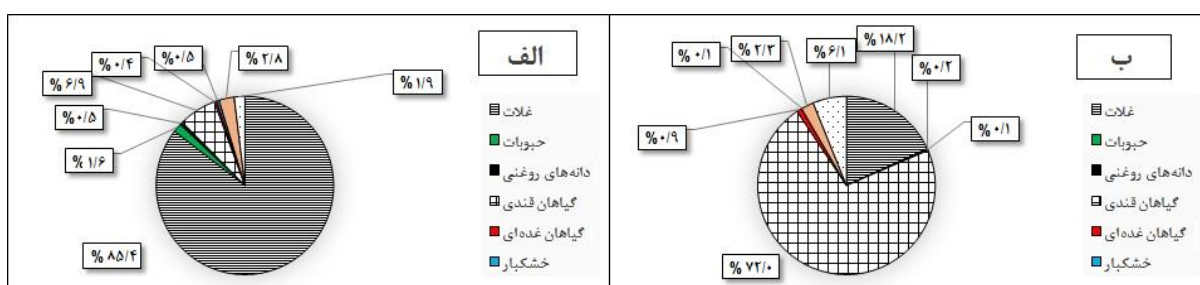 الف
% ۰/۵
% ۲/۸
% ۰/۴
% ۱/۹
% ۶/۹
% ۰/۵
% ۱/۶
% ۸۵/۴
غلات
حبوبات
دانه‌های روغنی
گیاهان قندی
گیاهان غده‌ای
خشکبار
ب
% ۱۸/۲
% ۶/۱
% ۲/۳
% ۰/۱
% ۰/۲
% ۰/۱
% ۰/۹
% ۷۲/۰
غلات
حبوبات
دانه‌های روغنی
گیاهان قندی
گیاهان غده‌ای
خشکبار